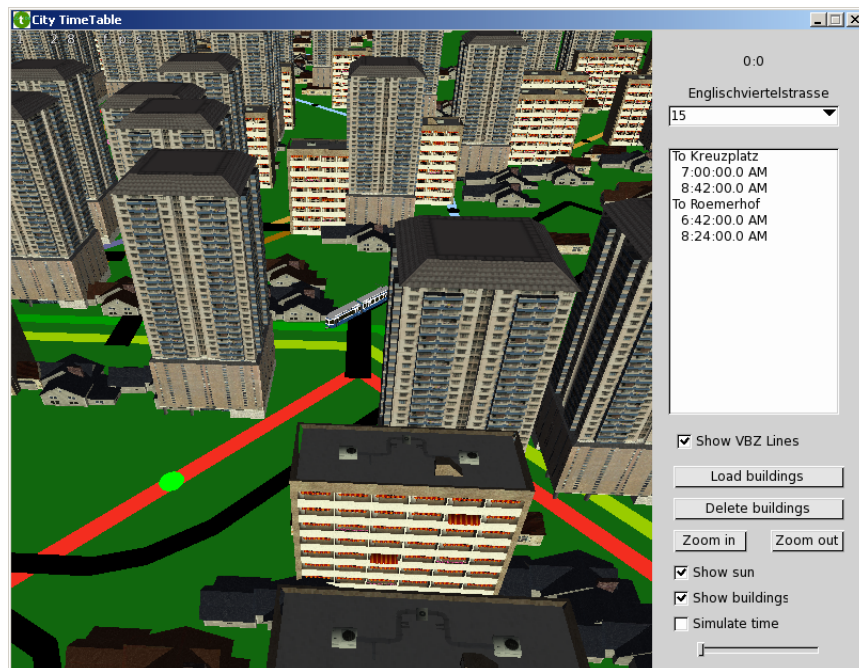 City TimeTable
0:0
Englischviertelstrasse
15
To Kreuzplatz
7:00:00.0 AM
8:42:00.0 AM
To Roemerhof
6:42:00.0 AM
8:24:00.0 AM
Show VBZ Lines
Load buildings
Delete buildings
Zoom in
Zoom out
Show sun
Show buildings
Simulate time